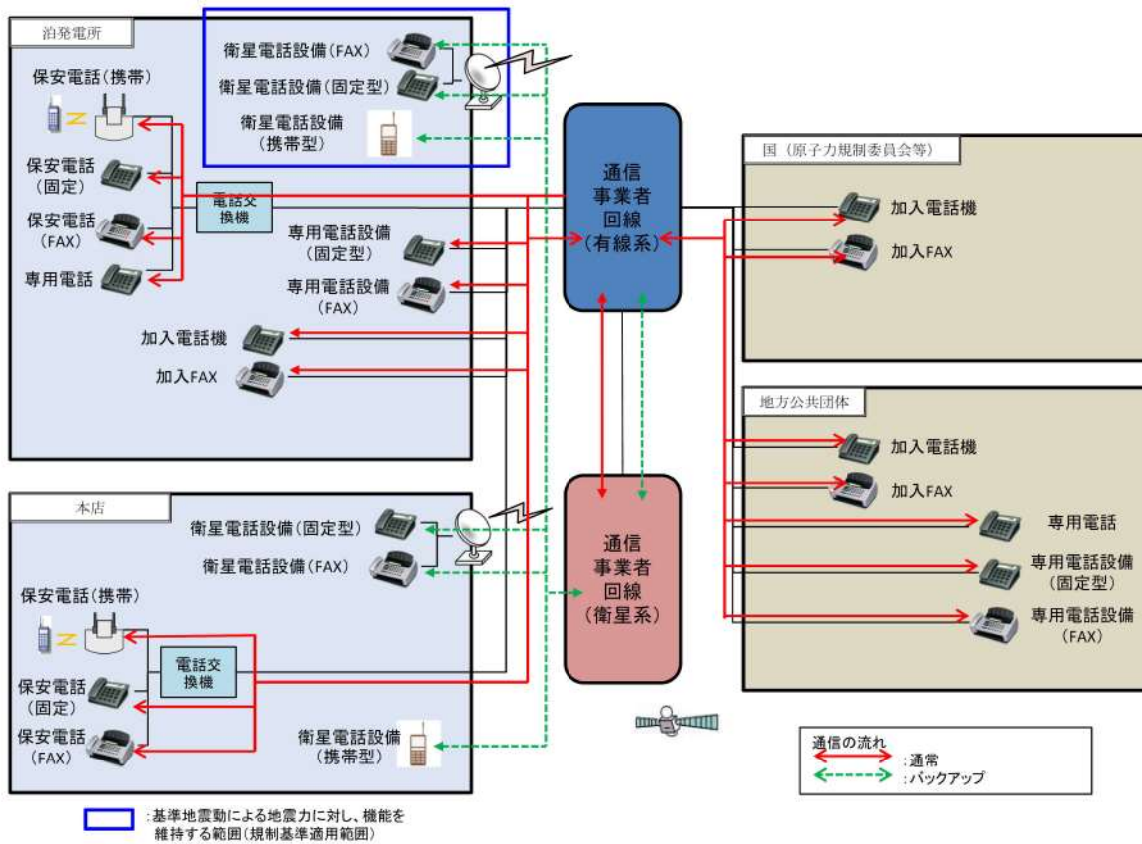 泊発電所
衛星電話設備(FAX)
衛星電話設備(固定型)
衛星電話設備
(携帯型)
保安電話(携帯)
保安電話
(固定)
保安電話
(FAX)
専用電話
電話交
換機
専用電話設備
(固定型)
専用電話設備
(FAX)
加入電話機
加入FAX
通信
事業者
回線
(有線系)
国（原子力規制委員会等）
加入電話機
加入FAX
地方公共団体
加入電話機
加入FAX
専用電話
専用電話設備
(固定型)
専用電話設備
(FAX)
本店
衛星電話設備(固定型)
衛星電話設備(FAX)
保安電話(携帯)
保安電話
(固定)
保安電話
(FAX)
電話交
換機
衛星電話設備
(携帯型)
通信
事業者
回線
(衛星系)
通信の流れ
:通常
:バックアップ
:基準地震動による地震力に対し、機能を
維持する範囲(規制基準適用範囲)